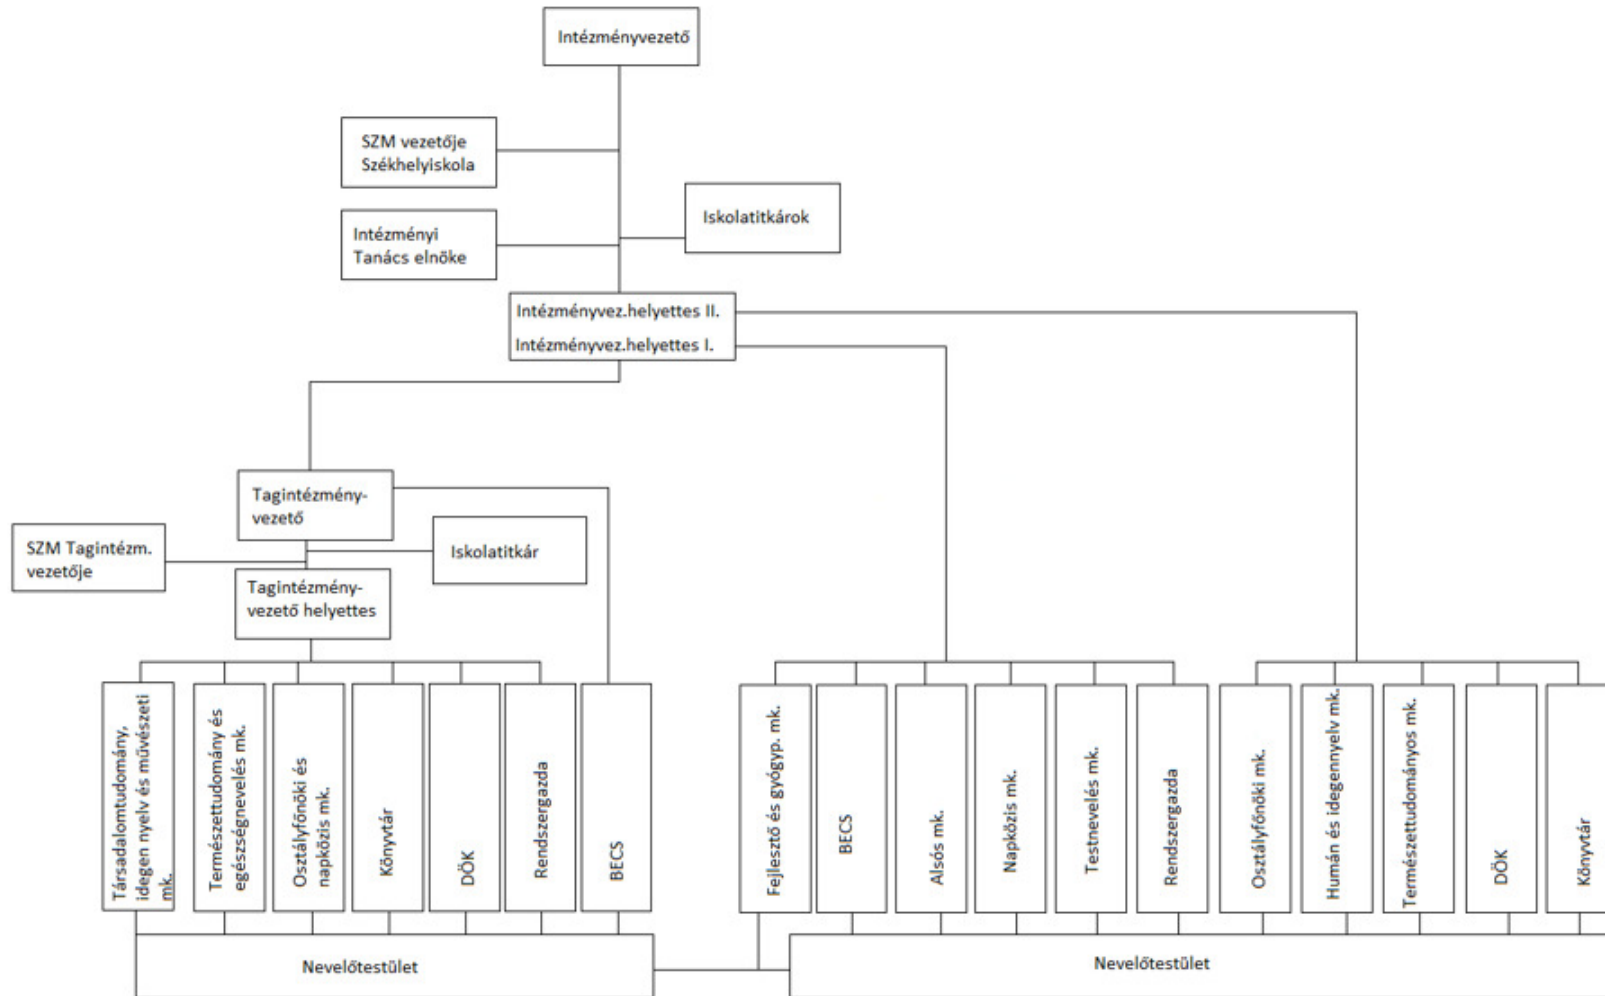 Intézményvezető
SZM vezetője
Székhelyiskola
Iskolatitkárok
Intézményi
Tanács elnöke
Intézményvez.helyettes II.
Intézményvez.helyettes I.
Tagintézmény-
vezető
SZM Tagintézm.
vezetője
Iskolatitkár
Tagintézmény-
vezető helyettes
Társadalomtudomány,
idegen nyelv és művészeti
mk.
Természettudomány és
egészségnevelés mk.
Osztályfőnöki és
napközis mk.
Könyvtár
DÖK
Rendszergazda
BECS
Fejlesztő és gyógyp. mk.
BECS
Alsós mk.
Napközis mk.
Testnevelés mk.
Rendszergazda
Osztályfőnöki mk.
Humán és idegennyelv mk.
Természettudományos mk.
DÖK
Könyvtár
Nevelőtestület
Nevelőtestület